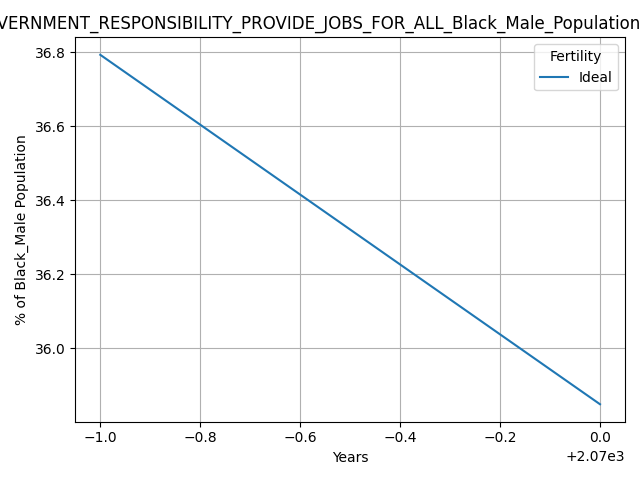 VERNMENT_RESPONSIBILITY_PROVIDE_JOBS_FOR_ALL_Black_Male_Population
36.8
36.6
36.4
36.2
36.0
% of Black_Male Population
Fertility
Ideal
−1.0 −0.8 −0.6 −0.4 −0.2 0.0
Years
+2.07e3